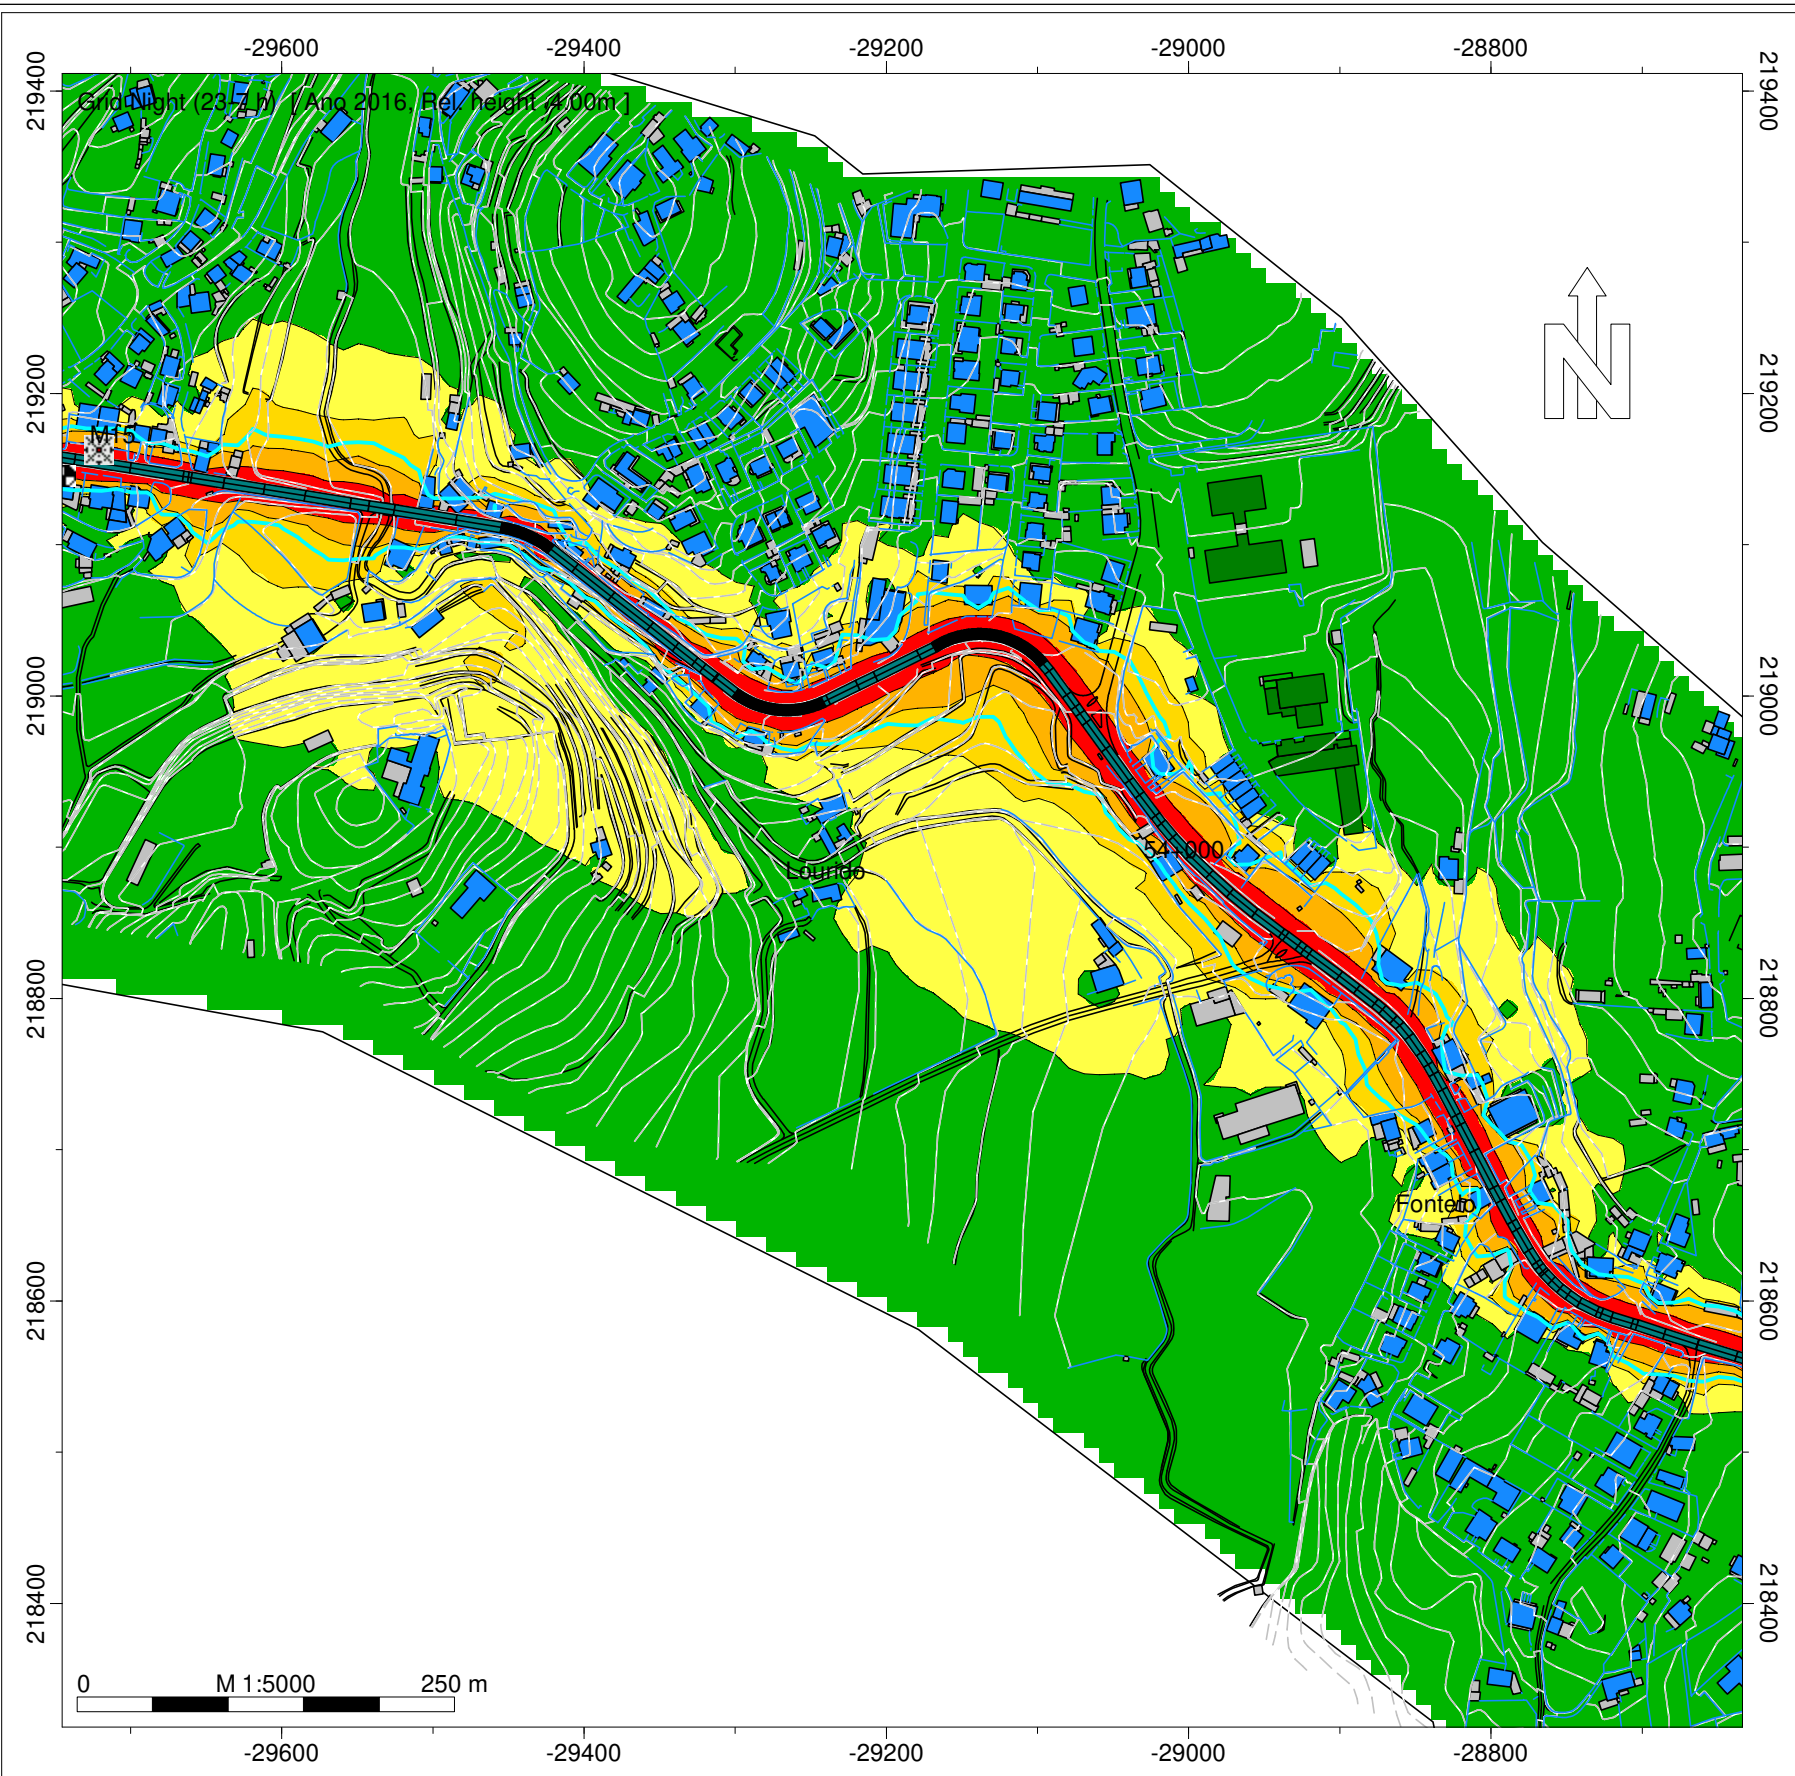 -29600 -29400 -29200 -29000 -28800
219400 219400
Grid Night (23-7 h) [ Ano 2016, Rel. height 4.00m ]
N
219200 219200
M15
219000 219000
54+000
Lourido
218800 218800
Fontelo
218600 218600
218400 218400
0 M 1:5000 250 m
-29600 -29400 -29200 -29000 -28800